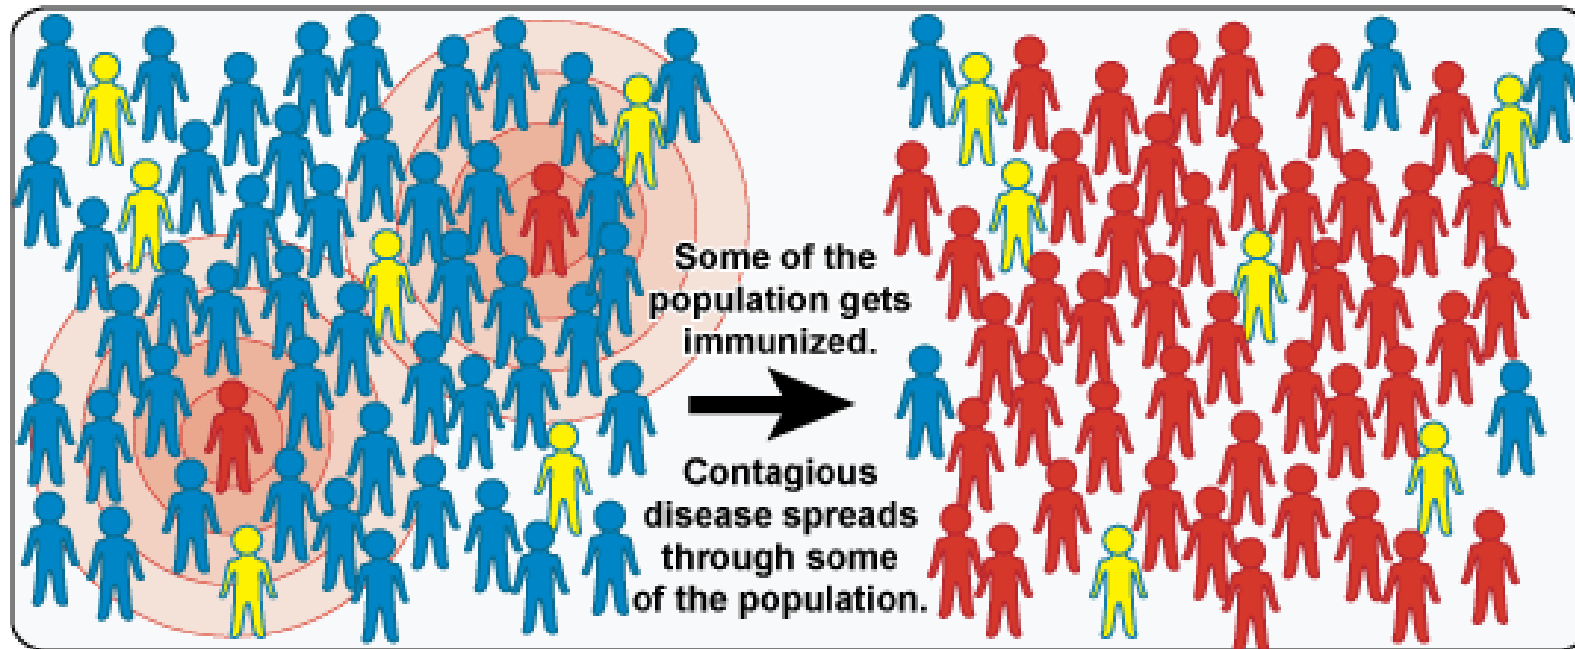 Some of the
population gets
immunized.
Contagious
disease spreads
through some
of the population.